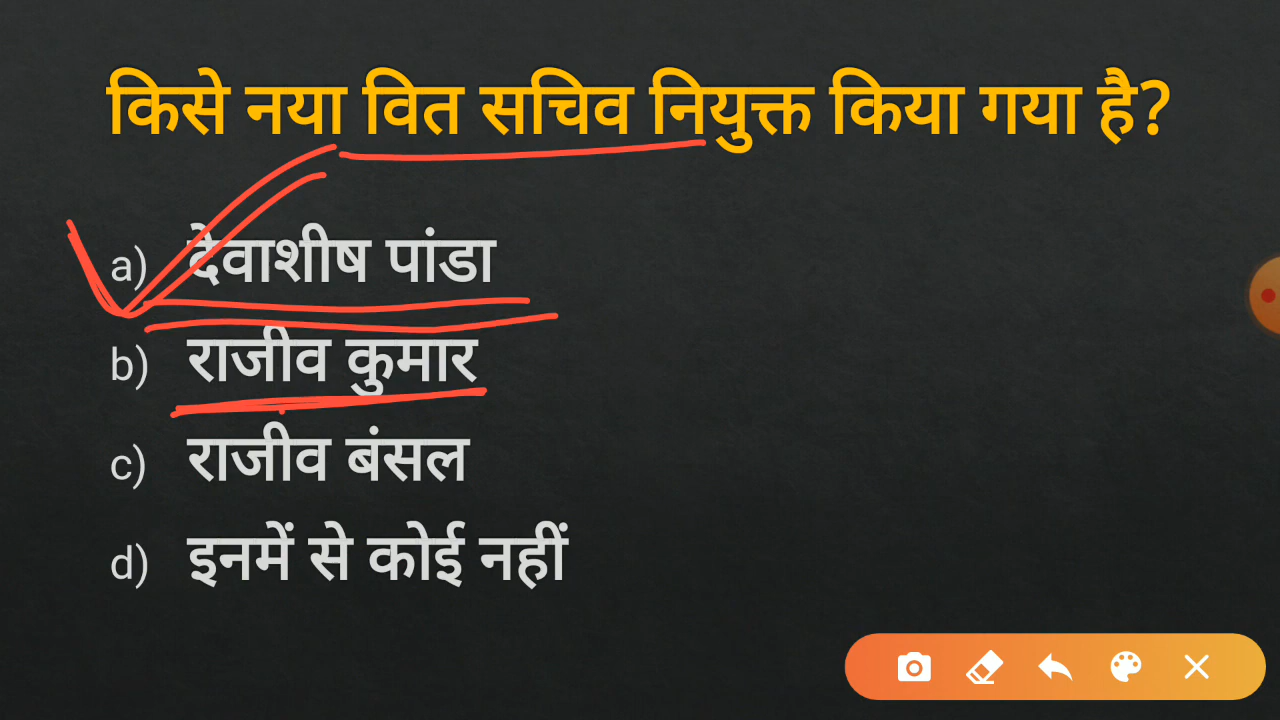 किसे नया वित सचिव नियुक्त किया गया है?
a) देवाशीष पांडा
b) राजीव कुमार
c) राजीव बंसल
d) इनमें से कोई नहीं